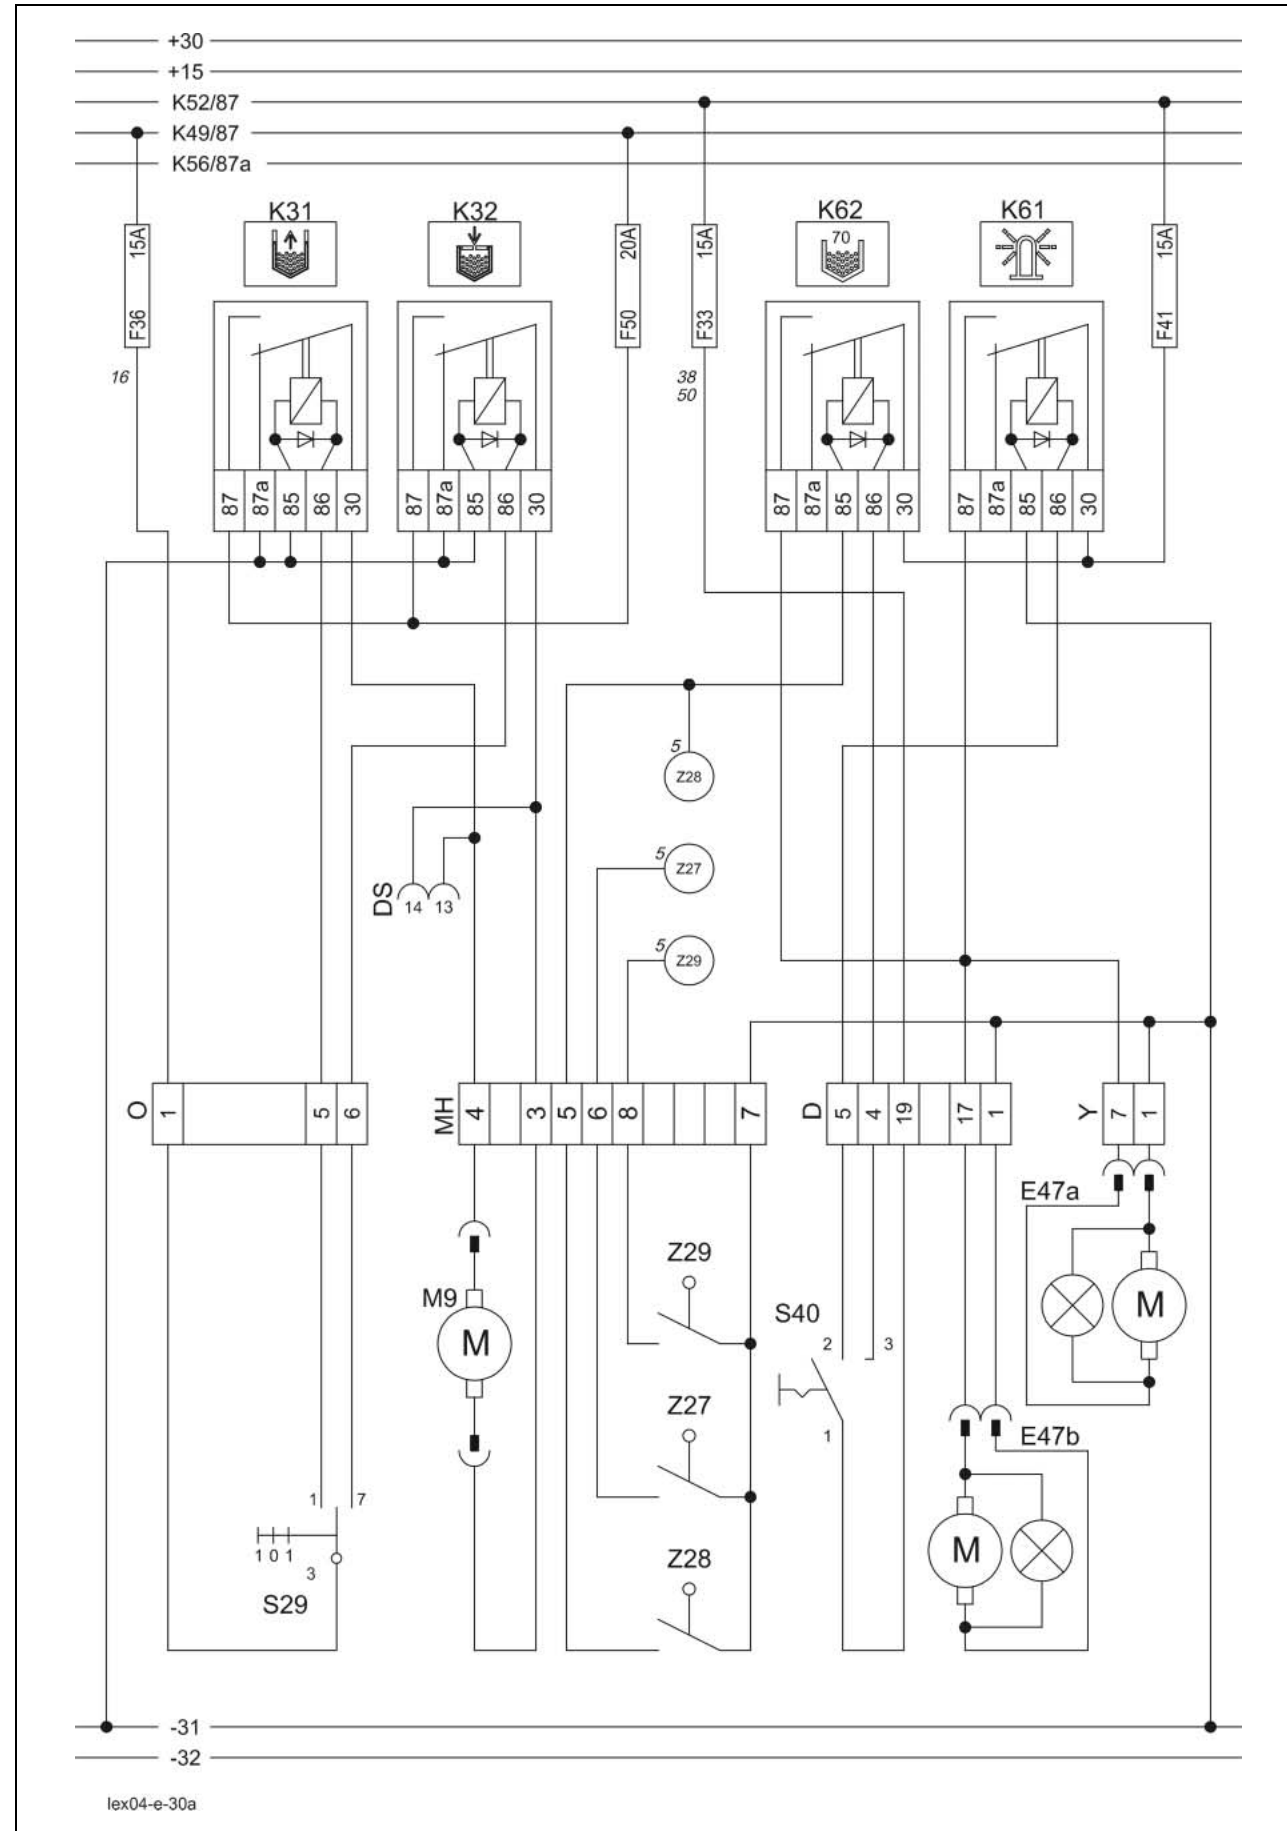 +30
+15
K52/87
K49/87
K56/87a
K31
K32
K62
K61
70
15A
F36
20A
F50
15A
F33
15A
F41
16
38
50
87 87a 85 86 30
87 87a 85 86 30
87 87a 85 86 30
87 87a 85 86 30
5
Z28
5
Z27
DS
14 13
5
Z29
O
1 5 6
MH
4 3 5 6 8 7
D
5 4 19 17 1
Y
7 1
E47a
Z29
M9
M
M
S40
2 3
Z27
1
E47b
1 7
1 0 1
3
S29
M
Z28
-31
-32
lex04-e-30a